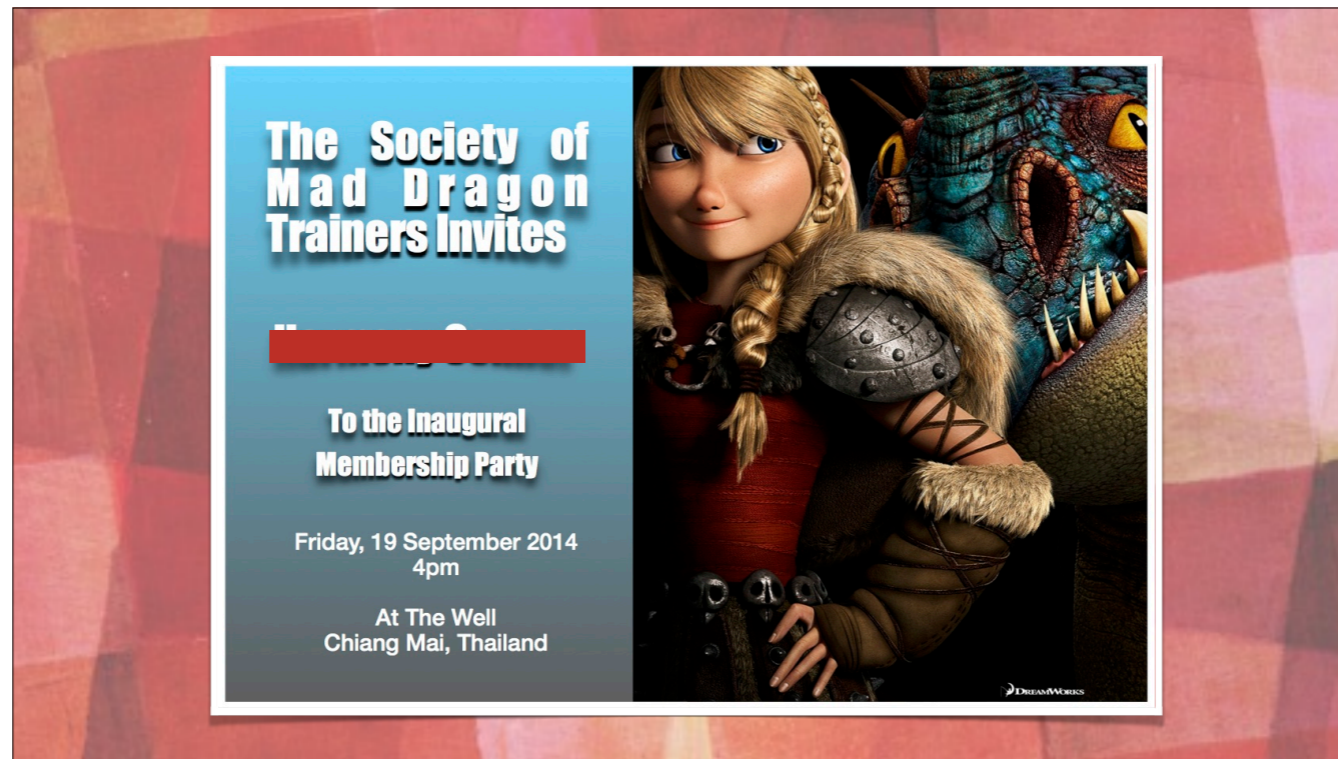 The Society of
Mad Dragon
Trainers Invites
To the Inaugural
Membership Party
Friday, 19 September 2014
4pm
At The Well
Chiang Mai, Thailand
DREAMWORKS